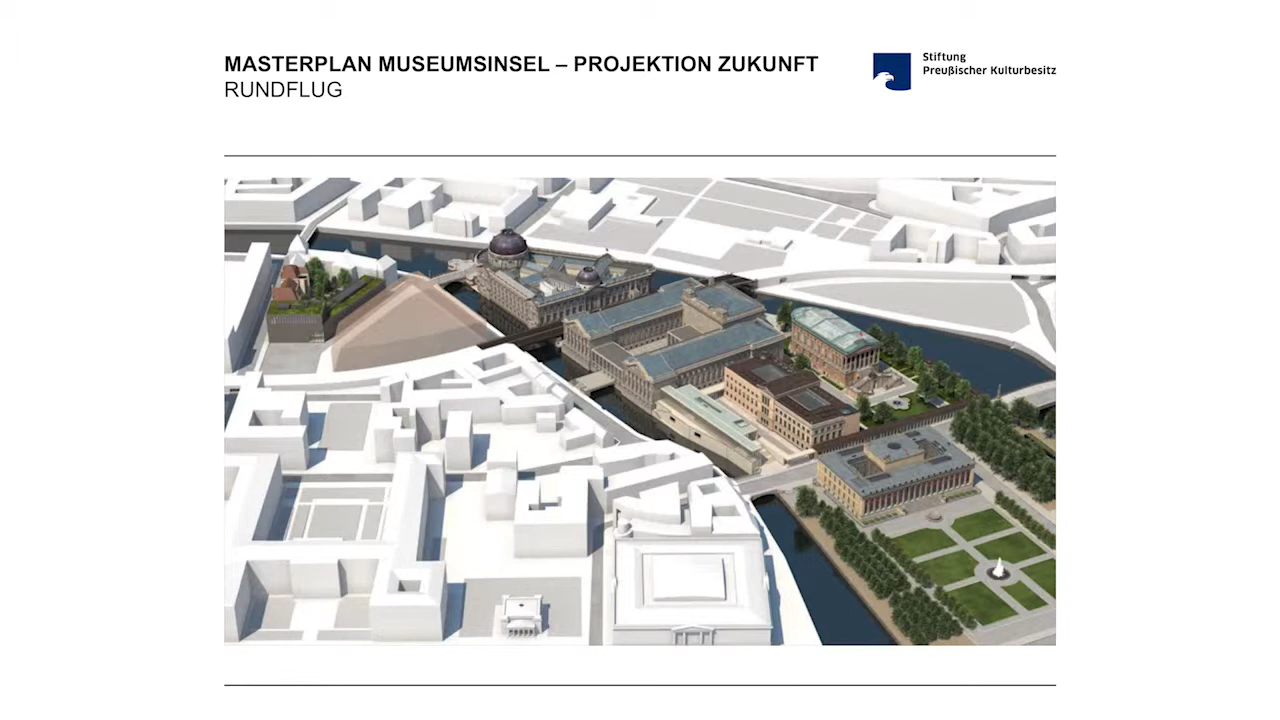 MASTERPLAN MUSEUMSINSEL – PROJEKTION ZUKUNFT
RUNDFLUG
Stiftung
Preußischer Kulturbesitz